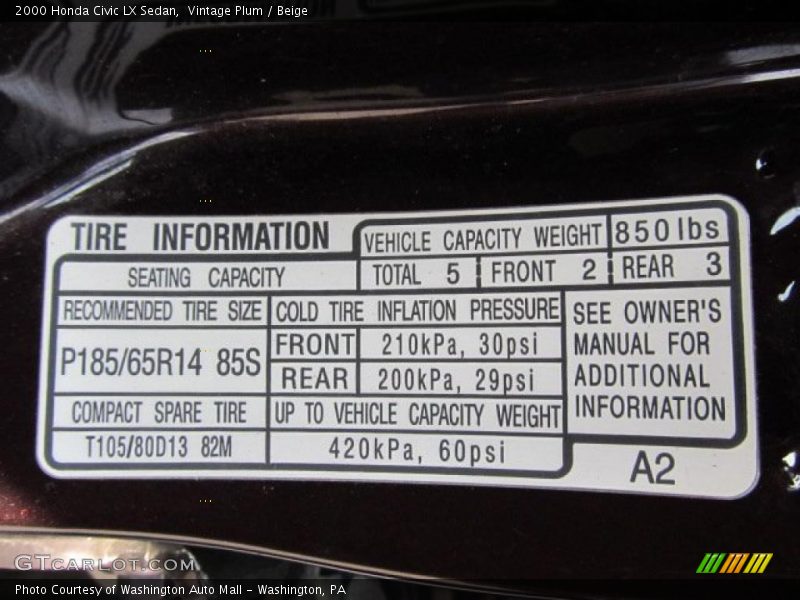 2000 Honda Civic LX Sedan, Vintage Plum / Beige
TIRE INFORMATION
VEHICLE CAPACITY WEIGHT 850lbs
SEATING CAPACITY TOTAL 5 FRONT 2 REAR 3
RECOMMENDED TIRE SIZE COLD TIRE INFLATION PRESSURE
P185/65R14 85S
FRONT 210kPa, 30psi
REAR 200kPa, 29psi
SEE OWNER'S
MANUAL FOR
ADDITIONAL
INFORMATION
COMPACT SPARE TIRE UP TO VEHICLE CAPACITY WEIGHT
T105/80D13 82M 420kPa, 60psi
A2
GTCARLOT.COM
Photo Courtesy of Washington Auto Mall - Washington, PA